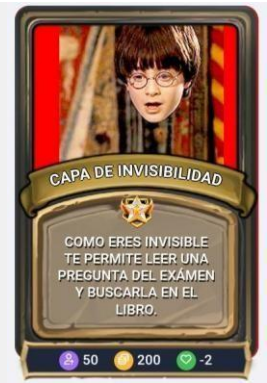 CAPA DE INVISIBILIDAD
COMO ERES INVISIBLE
TE PERMITE LEER UNA
PREGUNTA DEL EXÁMEN
Y BUSCARLA EN EL
LIBRO.
50 200 -2